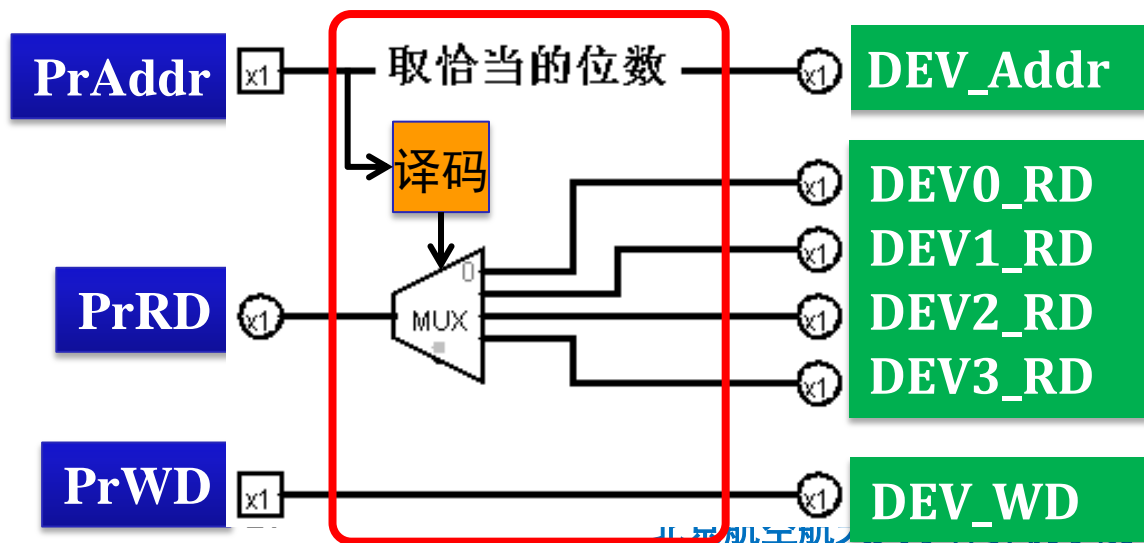 PrAddr x1 取恰当的位数 x1 DEV_Addr
译码
x1 DEV0_RD
x1 DEV1_RD
0
PrRD x1 MUX x1 DEV2_RD
x1 DEV3_RD
PrWD x1 x1 DEV_WD